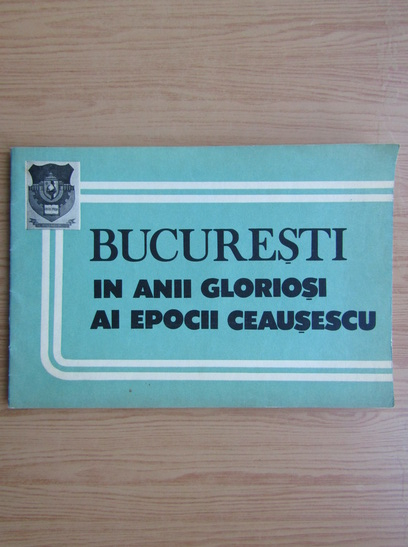 BUCUREȘTI
IN ANII GLORIOȘI
AI EPOCII CEAUȘESCU